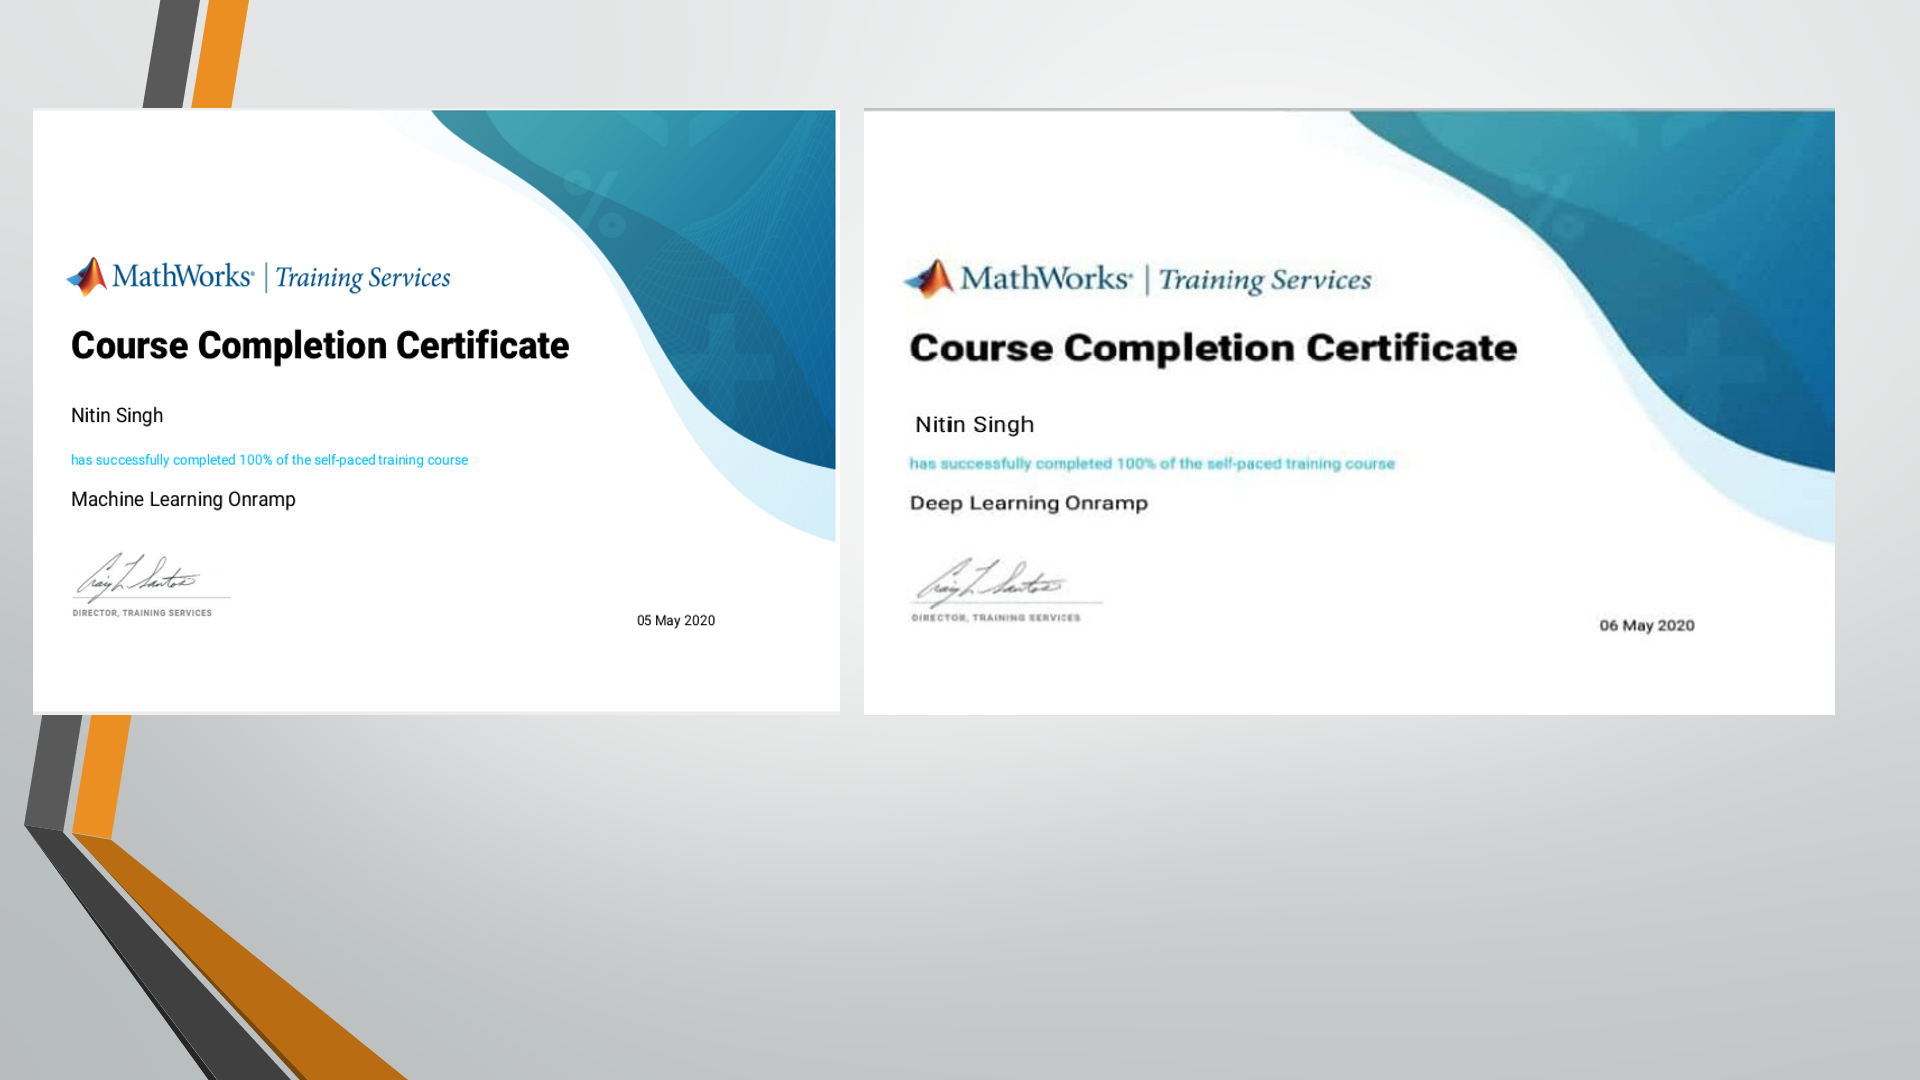 MathWorks® | Training Services
Course Completion Certificate
Nitin Singh
has successfully completed 100% of the self-paced training course
Machine Learning Onramp
Craig L. Santos
DIRECTOR, TRAINING SERVICES
05 May 2020
MathWorks® | Training Services
Course Completion Certificate
Nitin Singh
has successfully completed 100% of the self-paced training course
Deep Learning Onramp
Craig L. Santos
DIRECTOR, TRAINING SERVICES
06 May 2020